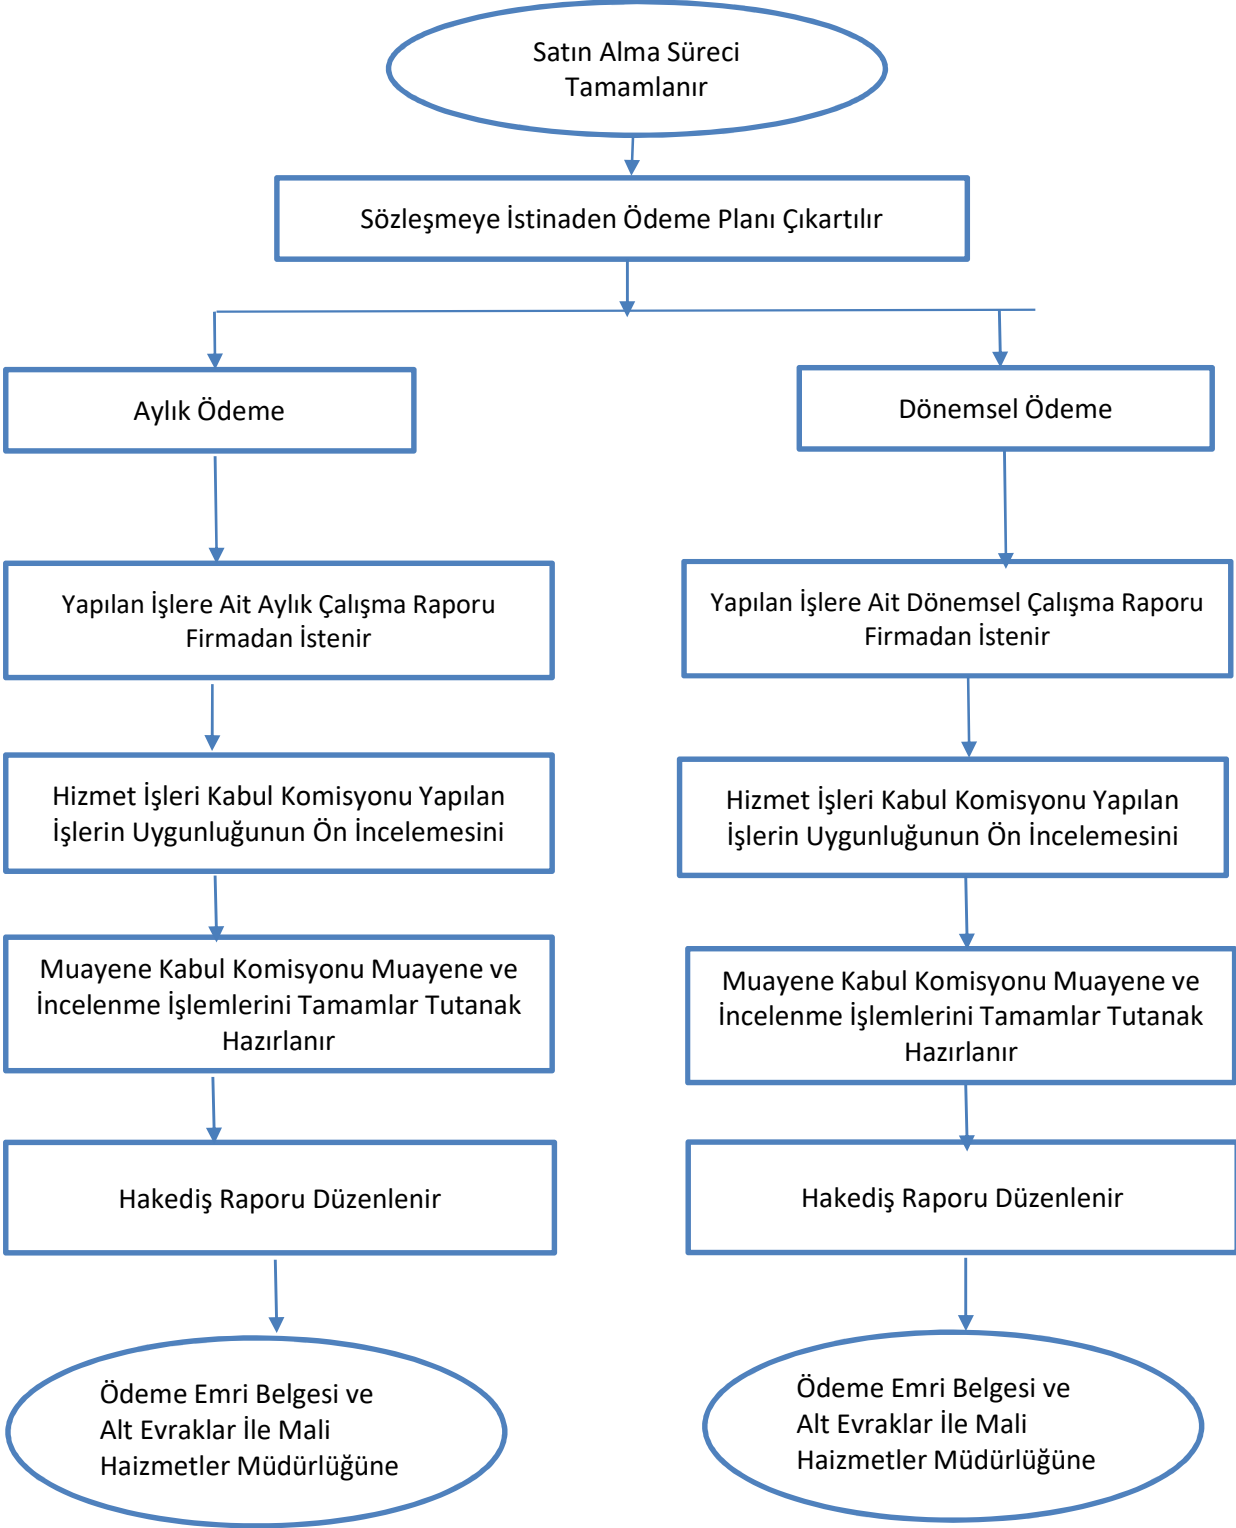 Satın Alma Süreci
Tamamlanır
Sözleşmeye İstinaden Ödeme Planı Çıkartılır
Aylık Ödeme
Dönemsel Ödeme
Yapılan İşlere Ait Aylık Çalışma Raporu
Firmadan İstenir
Yapılan İşlere Ait Dönemsel Çalışma Raporu
Firmadan İstenir
Hizmet İşleri Kabul Komisyonu Yapılan
İşlerin Uygunluğunun Ön İncelemesini
Hizmet İşleri Kabul Komisyonu Yapılan
İşlerin Uygunluğunun Ön İncelemesini
Muayene Kabul Komisyonu Muayene ve
İncelenme İşlemlerini Tamamlar Tutanak
Hazırlanır
Muayene Kabul Komisyonu Muayene ve
İncelenme İşlemlerini Tamamlar Tutanak
Hazırlanır
Hakediş Raporu Düzenlenir
Hakediş Raporu Düzenlenir
Ödeme Emri Belgesi ve
Alt Evraklar İle Mali
Haizmetler Müdürlüğüne
Ödeme Emri Belgesi ve
Alt Evraklar İle Mali
Haizmetler Müdürlüğüne